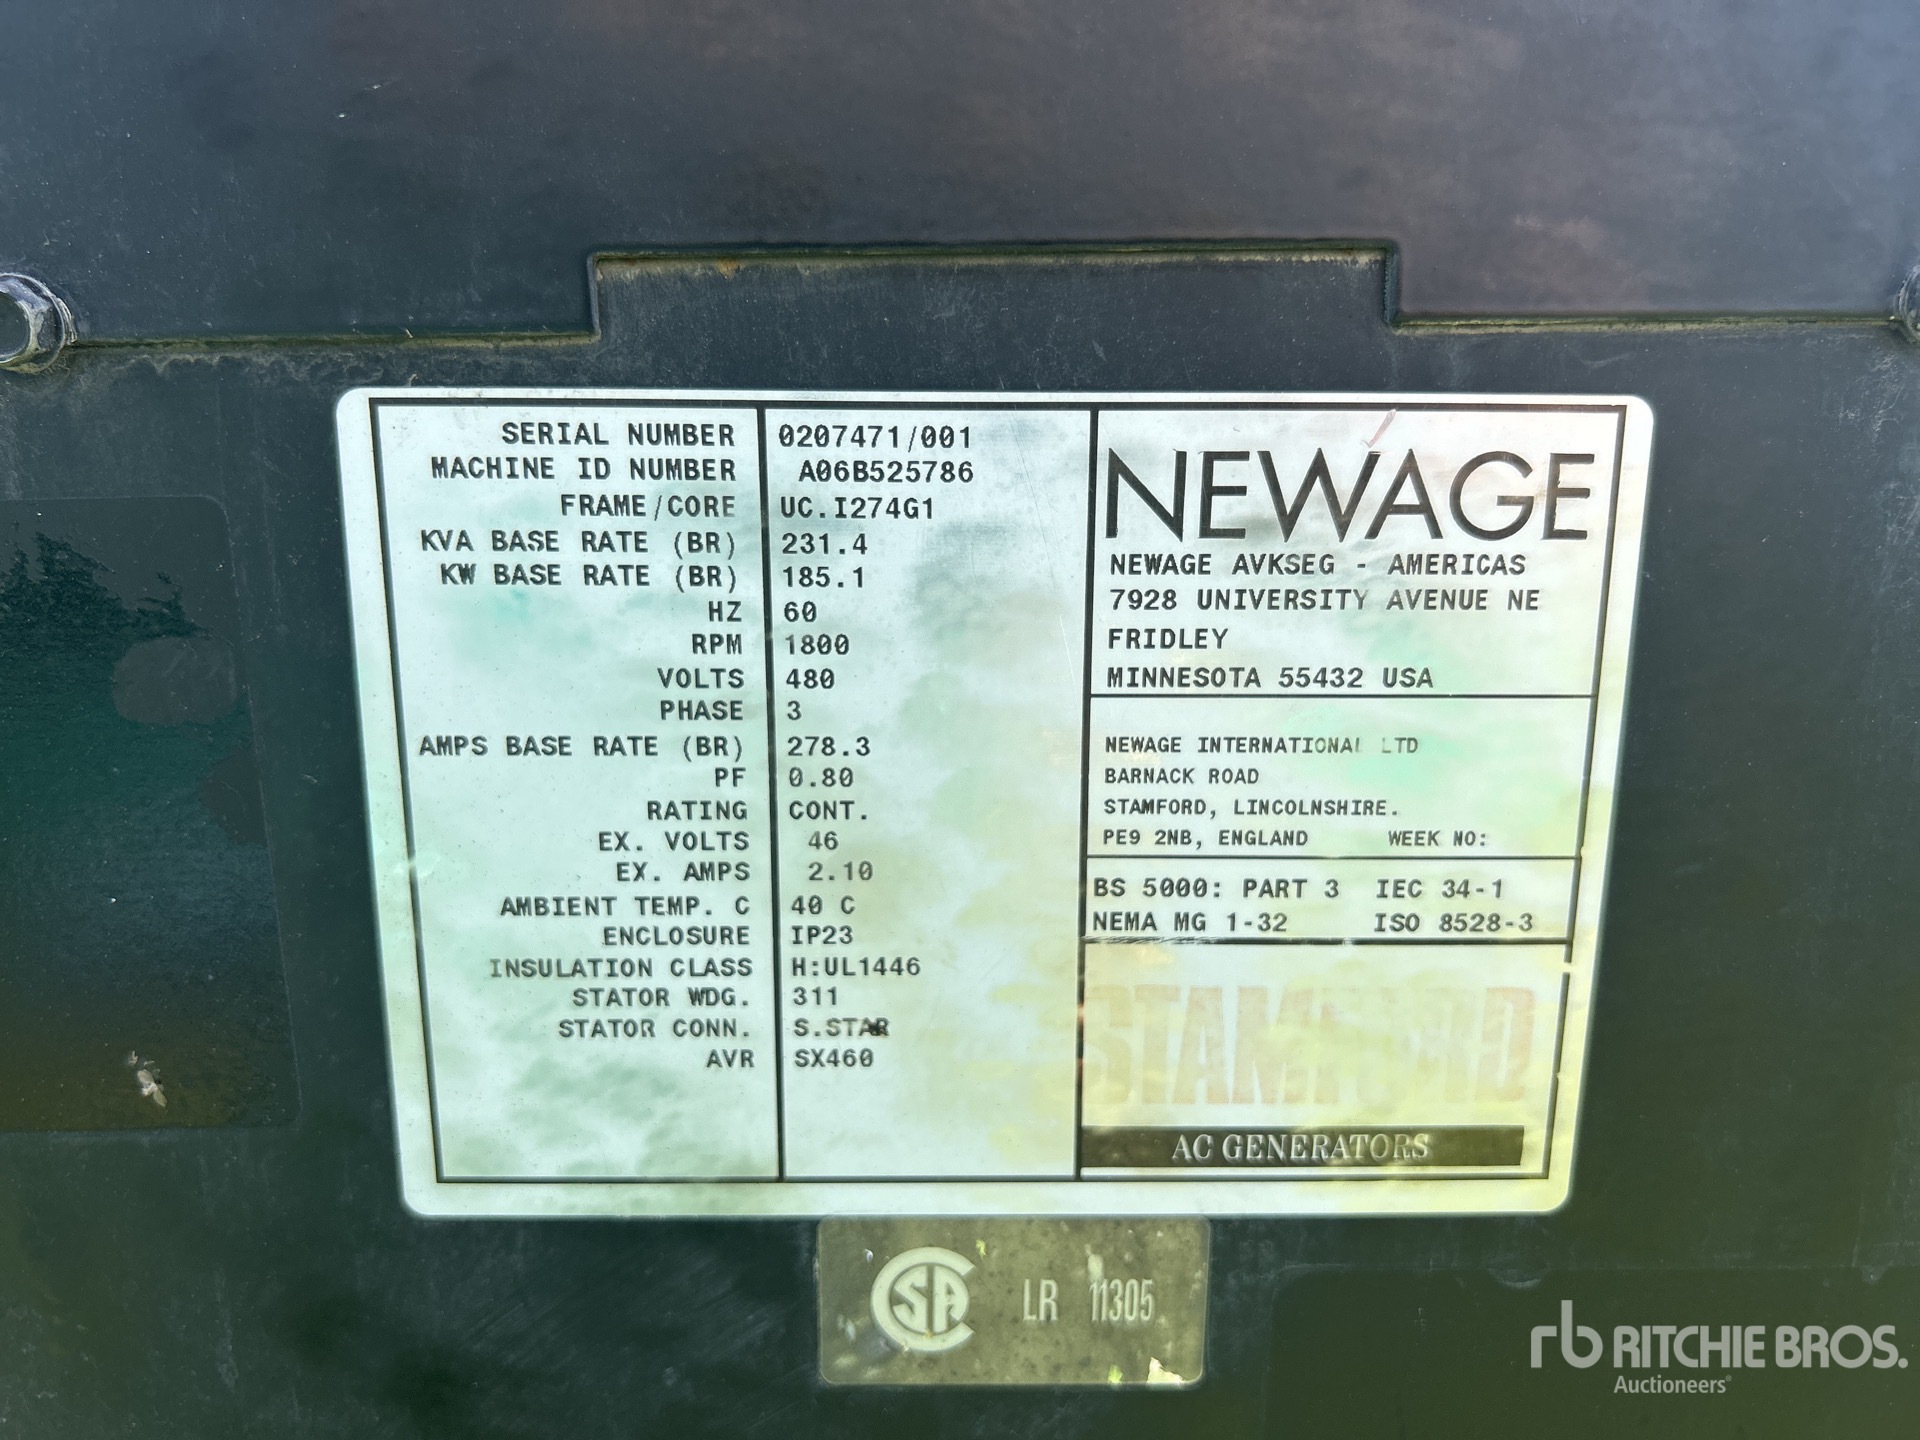 SERIAL NUMBER 0207471/001
MACHINE ID NUMBER A06B525786
FRAME/CORE UC.I274G1
KVA BASE RATE (BR) 231.4
KW BASE RATE (BR) 185.1
HZ 60
RPM 1800
VOLTS 480
PHASE 3
AMPS BASE RATE (BR) 278.3
PF 0.80
RATING CONT.
EX. VOLTS 46
EX. AMPS 2.10
AMBIENT TEMP. C 40 C
ENCLOSURE IP23
INSULATION CLASS H:UL1446
STATOR WDG. 311
STATOR CONN. S.STAR
AVR SX460
NEWAGE
NEWAGE AVKSEG - AMERICAS
7928 UNIVERSITY AVENUE NE
FRIDLEY
MINNESOTA 55432 USA
NEWAGE INTERNATIONAL LTD
BARNACK ROAD
STAMFORD, LINCOLNSHIRE.
PE9 2NB, ENGLAND WEEK NO:
BS 5000: PART 3 IEC 34-1
NEMA MG 1-32 ISO 8528-3
STAMFORD
AC GENERATORS
CSA LR 11305
rb RITCHIE BROS.
Auctioneers